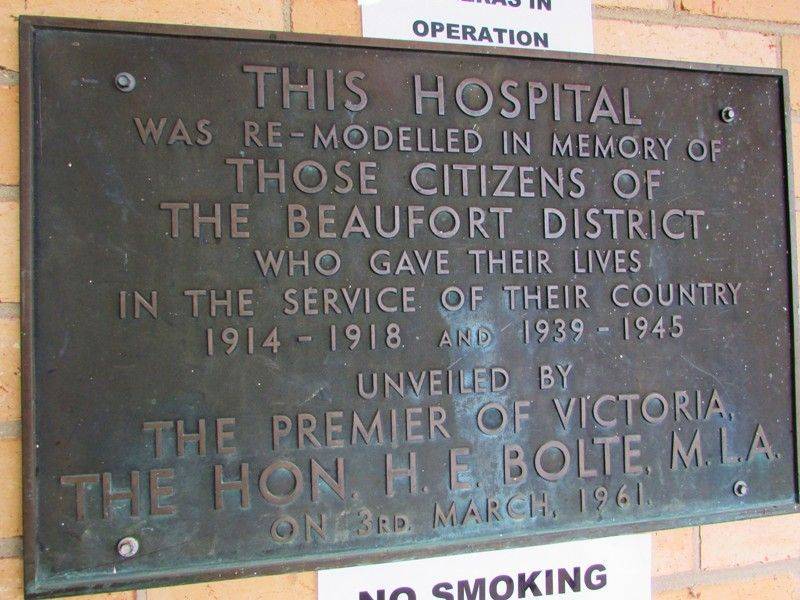 OPERATION
THIS HOSPITAL
WAS RE-MODELLED IN MEMORY OF
THOSE CITIZENS OF
THE BEAUFORT DISTRICT
WHO GAVE THEIR LIVES
IN THE SERVICE OF THEIR COUNTRY
1914 - 1918 AND 1939 - 1945
UNVEILED BY
THE PREMIER OF VICTORIA,
THE HON. H. E. BOLTE, M.L.A.
ON 3RD. MARCH, 1961.
NO SMOKING